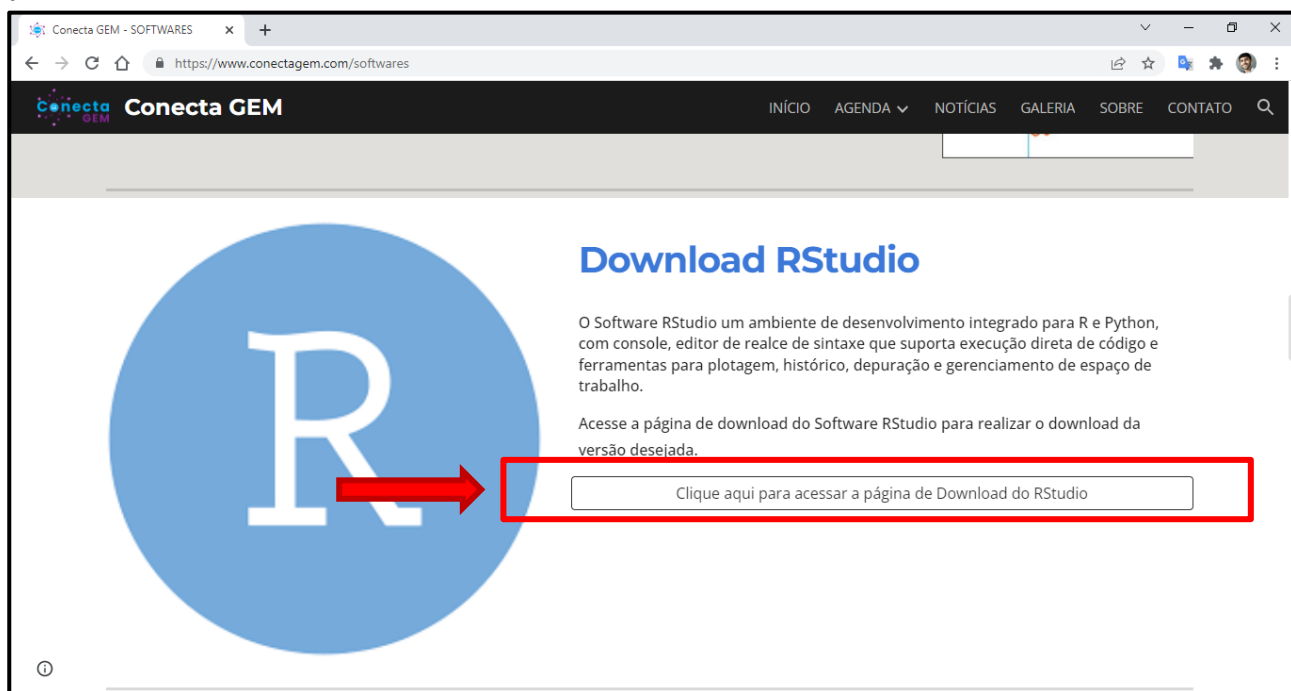 Conecta GEM - SOFTWARES
https://www.conectagem.com/softwares
Conecta
GEM
Conecta GEM
INÍCIO AGENDA NOTÍCIAS GALERIA SOBRE CONTATO
R
Download RStudio
O Software RStudio um ambiente de desenvolvimento integrado para R e Python,
com console, editor de realce de sintaxe que suporta execução direta de código e
ferramentas para plotagem, histórico, depuração e gerenciamento de espaço de
trabalho.
Acesse a página de download do Software RStudio para realizar o download da
versão desejada.
Clique aqui para acessar a página de Download do RStudio